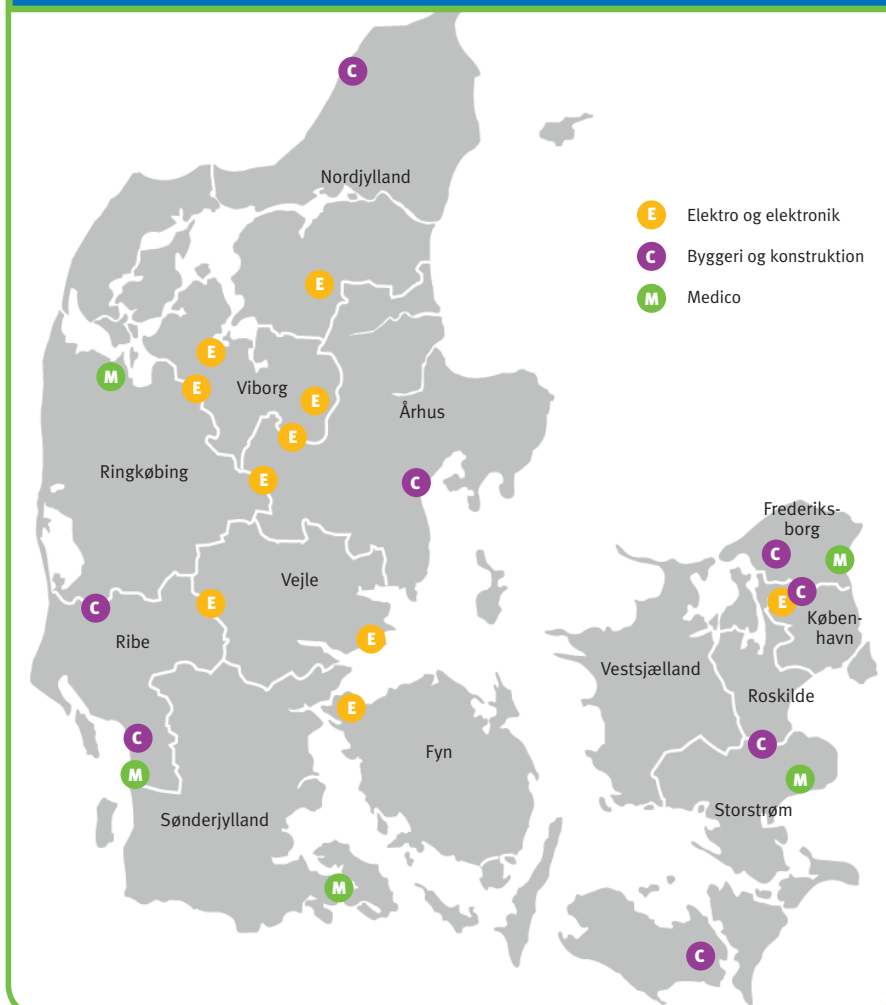 C
Nordjylland
E Elektro og elektronik
C Byggeri og konstruktion
M Medico
E
E
M
E
Viborg
E
Århus
E
Ringkøbing
E
C
Frederiks-
borg
C
M
Vejle
E
C
E
C
Køben-
havn
Ribe
E
Vestsjælland
Roskilde
E
C
C
Fyn
M
M
Storstrøm
Sønderjylland
M
C